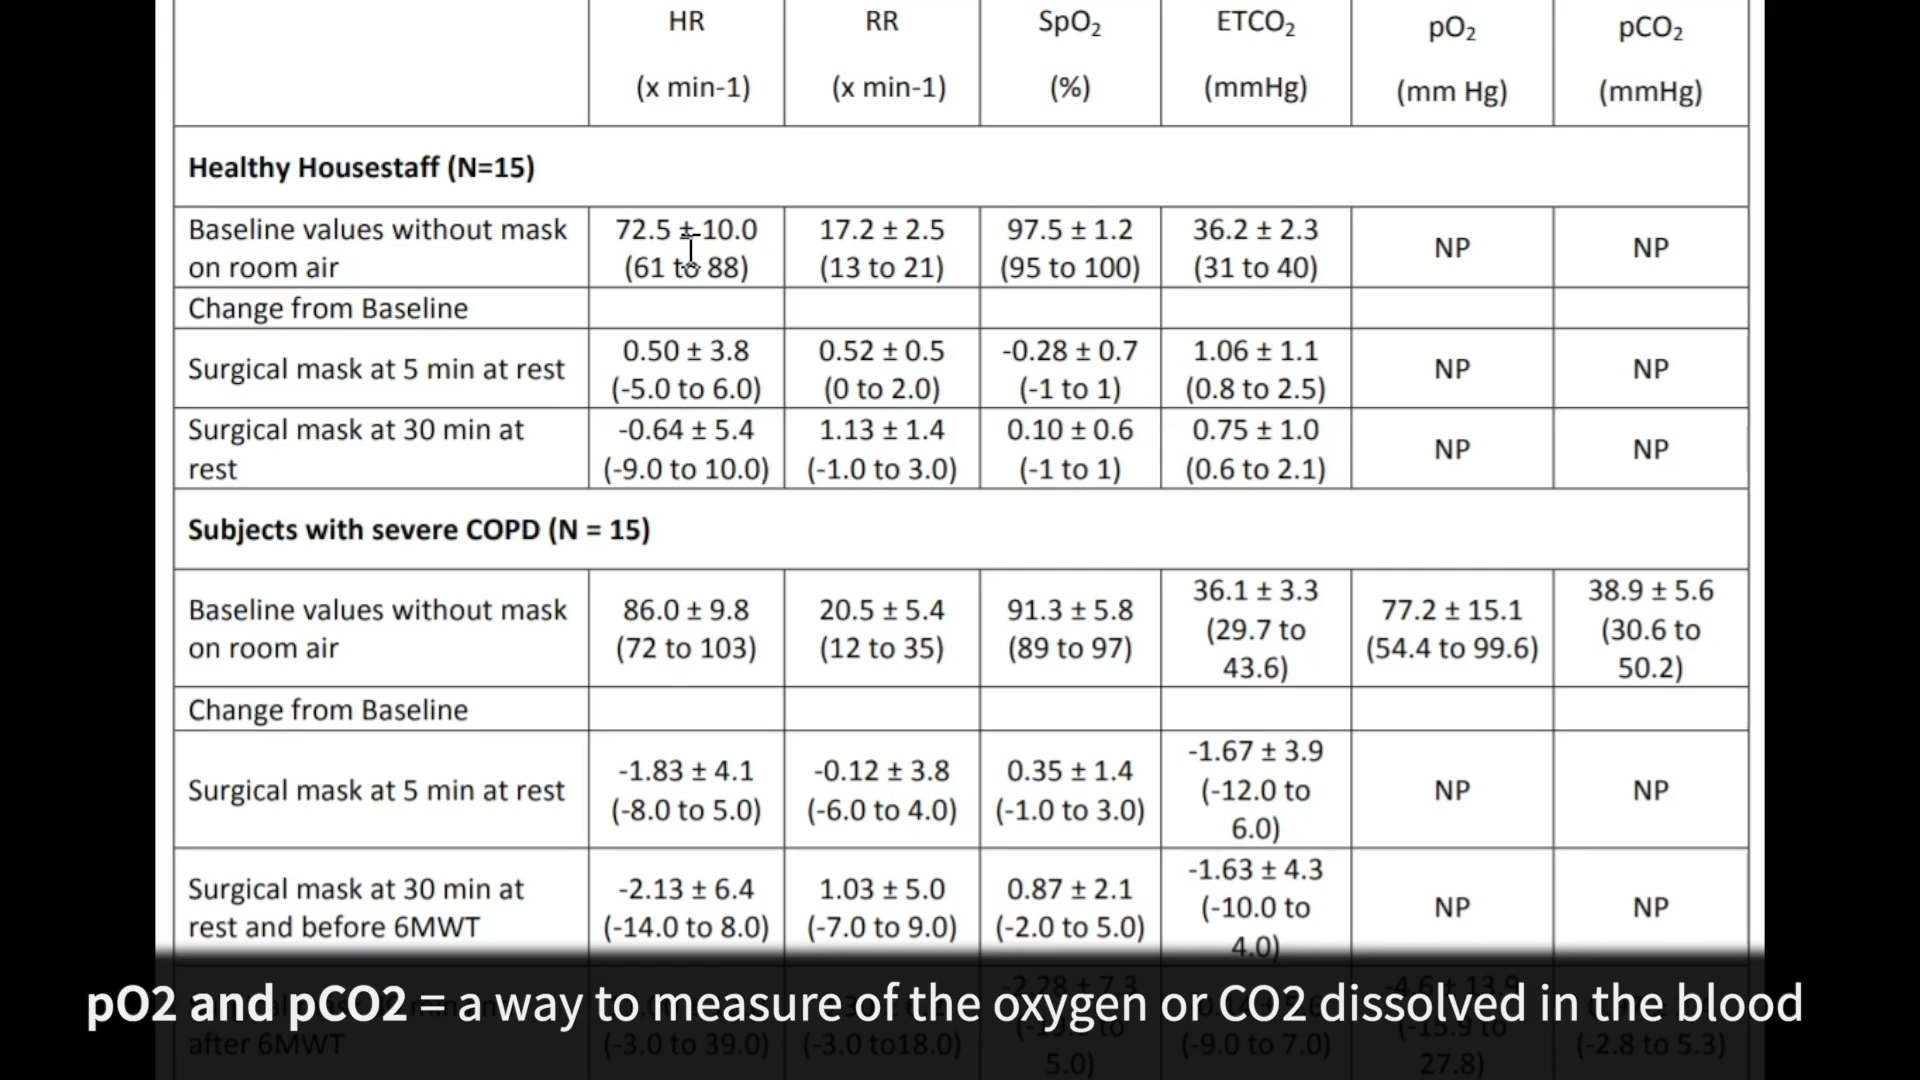 HR RR SpO₂ ETCO₂ pO₂ pCO₂
(x min-1) (x min-1) (%) (mmHg) (mm Hg) (mmHg)
Healthy Housestaff (N=15)
Baseline values without mask 72.5 ± 10.0 17.2 ± 2.5 97.5 ± 1.2 36.2 ± 2.3 NP NP
on room air (61 to 88) (13 to 21) (95 to 100) (31 to 40)
Change from Baseline
Surgical mask at 5 min at rest 0.50 ± 3.8 0.52 ± 0.5 -0.28 ± 0.7 1.06 ± 1.1 NP NP
(-5.0 to 6.0) (0 to 2.0) (-1 to 1) (0.8 to 2.5)
Surgical mask at 30 min at -0.64 ± 5.4 1.13 ± 1.4 0.10 ± 0.6 0.75 ± 1.0 NP NP
rest (-9.0 to 10.0) (-1.0 to 3.0) (-1 to 1) (0.6 to 2.1)
Subjects with severe COPD (N = 15)
Baseline values without mask 86.0 ± 9.8 20.5 ± 5.4 91.3 ± 5.8 36.1 ± 3.3 77.2 ± 15.1 38.9 ± 5.6
on room air (72 to 103) (12 to 35) (89 to 97) (29.7 to (54.4 to 99.6) (30.6 to
43.6) 50.2)
Change from Baseline
Surgical mask at 5 min at rest -1.83 ± 4.1 -0.12 ± 3.8 0.35 ± 1.4 -1.67 ± 3.9 NP NP
(-8.0 to 5.0) (-6.0 to 4.0) (-1.0 to 3.0) (-12.0 to
6.0)
Surgical mask at 30 min at -2.13 ± 6.4 1.03 ± 5.0 0.87 ± 2.1 -1.63 ± 4.3 NP NP
rest and before 6MWT (-14.0 to 8.0) (-7.0 to 9.0) (-2.0 to 5.0) (-10.0 to
4.0)
-2.28 ± 7.3 -4.6 ± 13.9
pO2 and pCO2 = a way to measure of the oxygen or CO2 dissolved in the blood
after 6MWT (-3.0 to 39.0) (-3.0 to18.0) 5.0) (-9.0 to 7.0) 27.8) (-2.8 to 5.3)